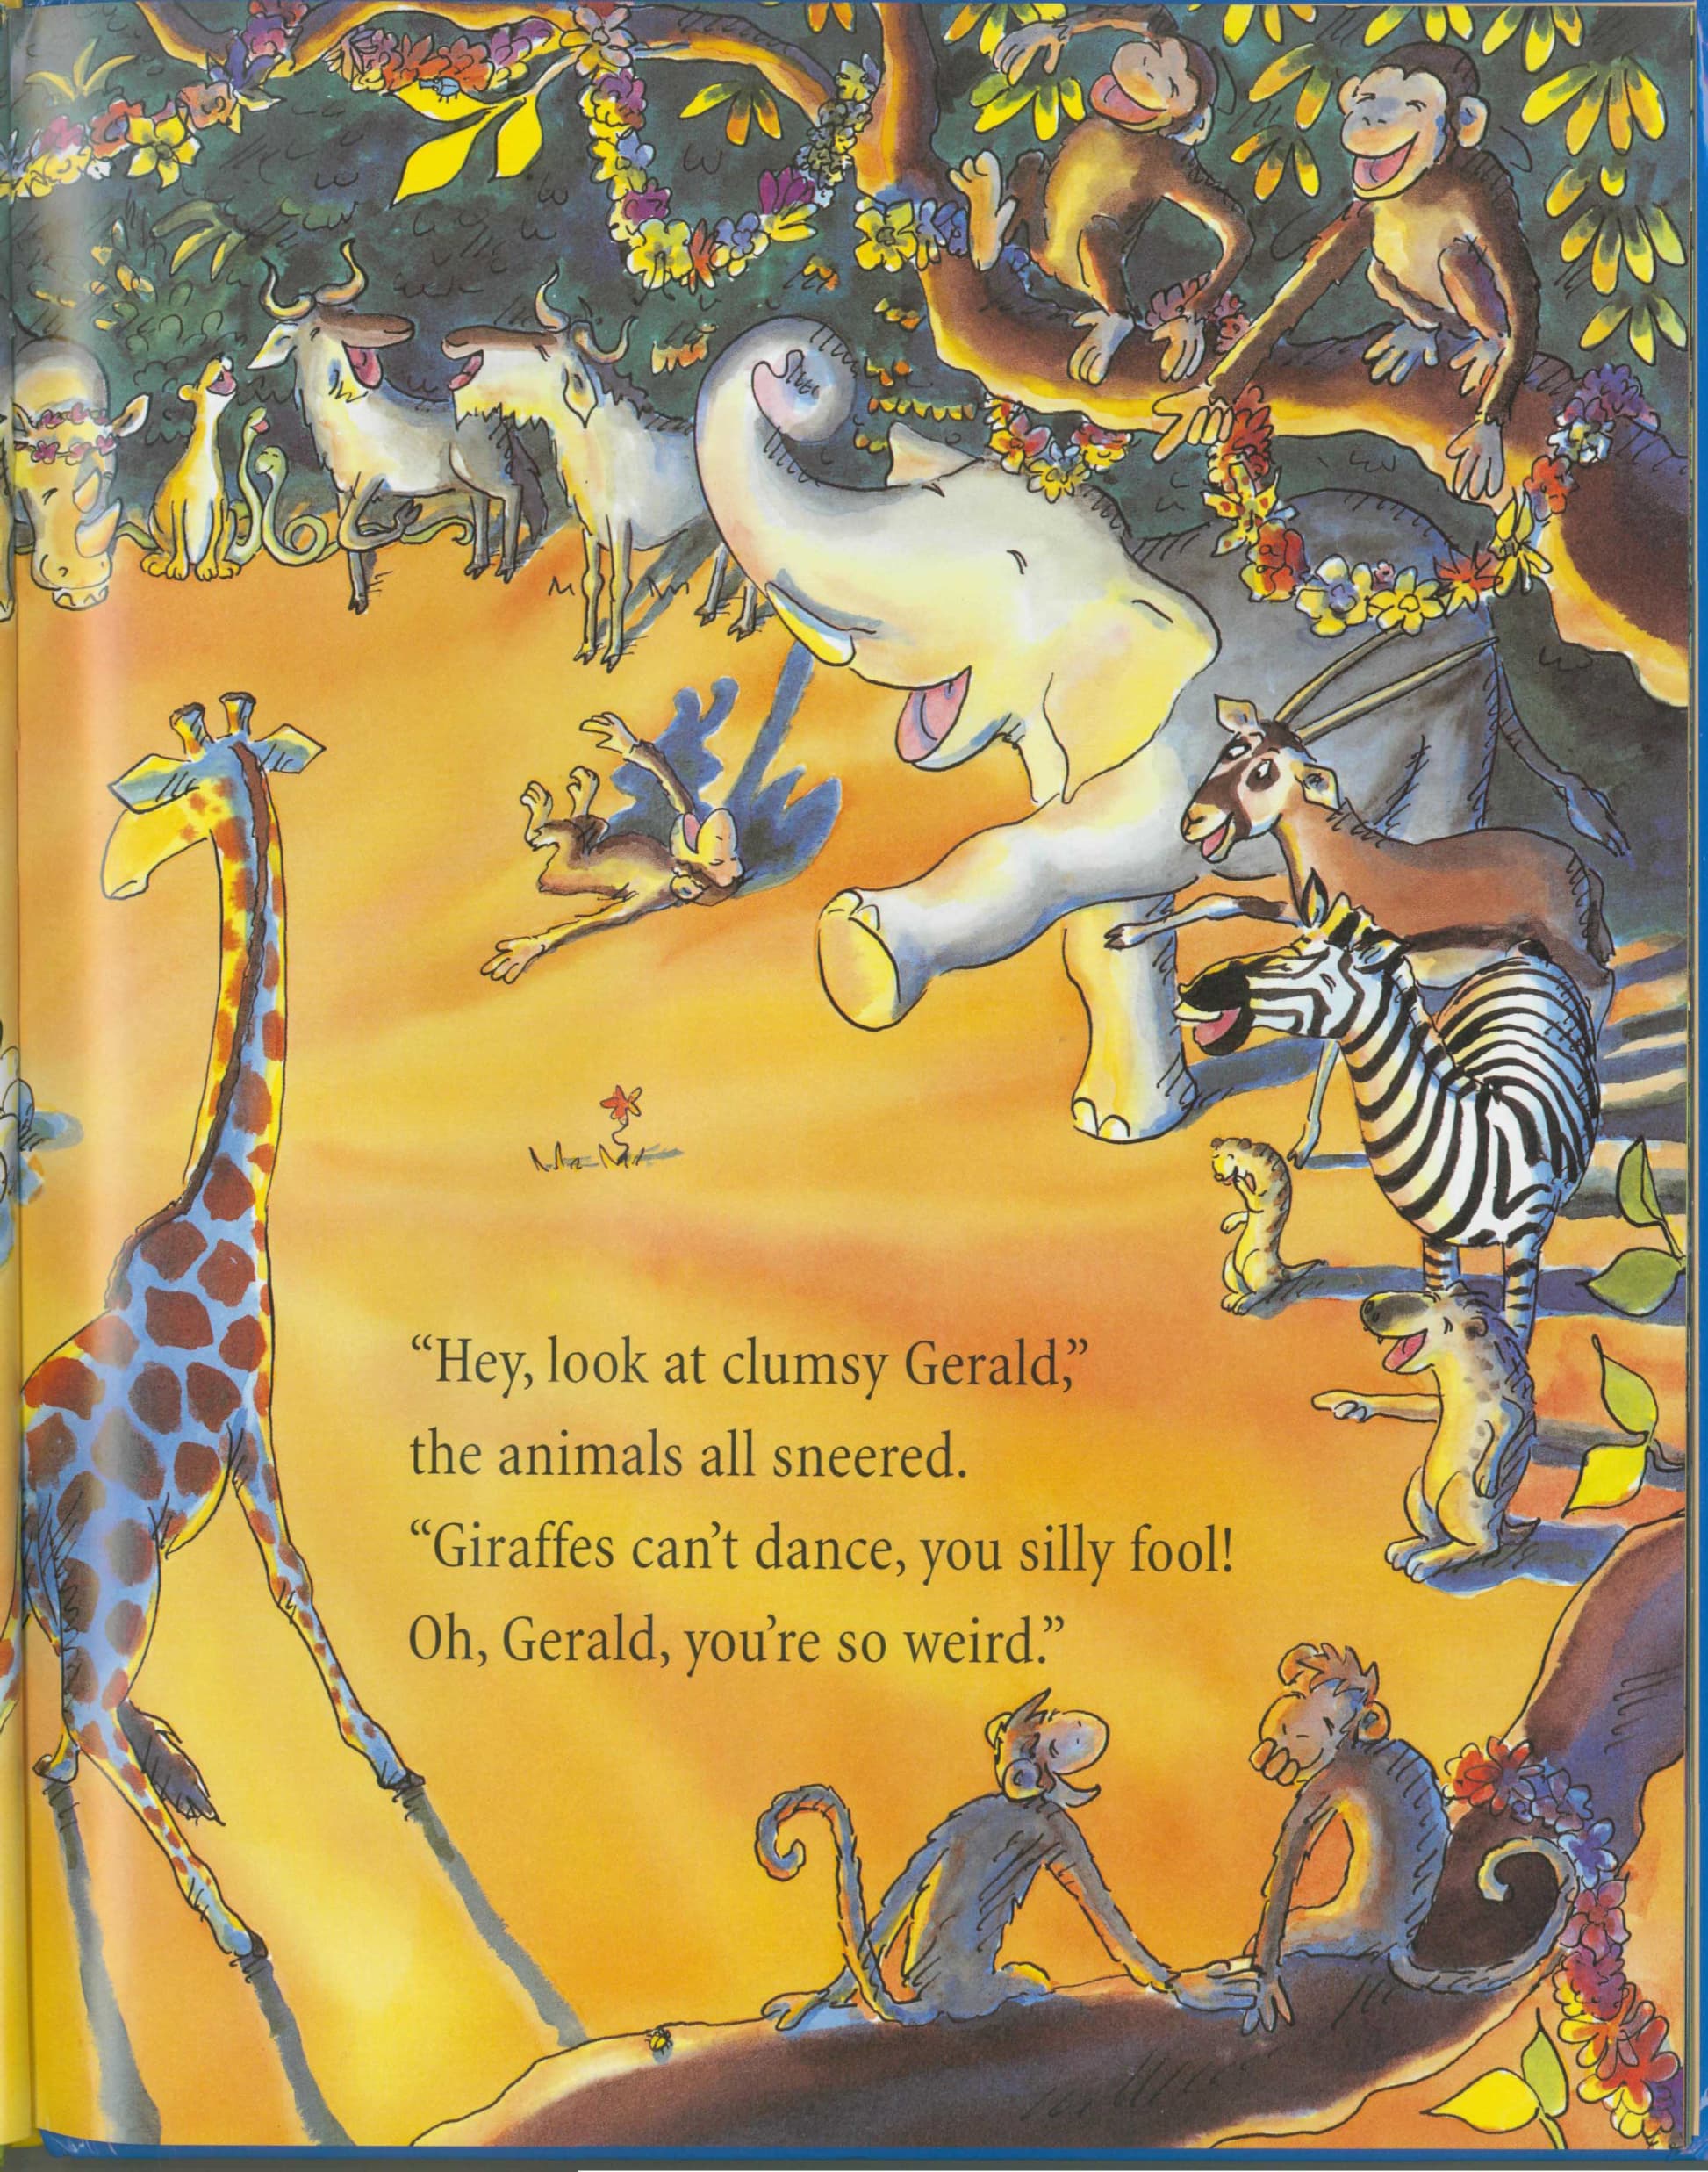 “Hey, look at clumsy Gerald,”
the animals all sneered.
“Giraffes can’t dance, you silly fool!
Oh, Gerald, you’re so weird.”